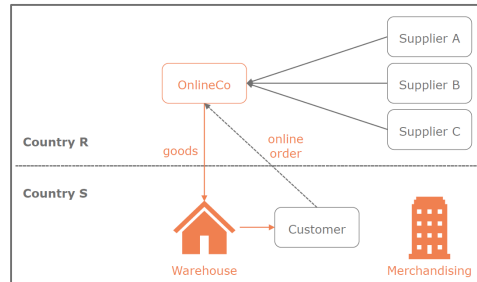 Supplier A
OnlineCo
Supplier B
Supplier C
Country R
goods
online
order
Country S
Customer
Warehouse
Merchandising